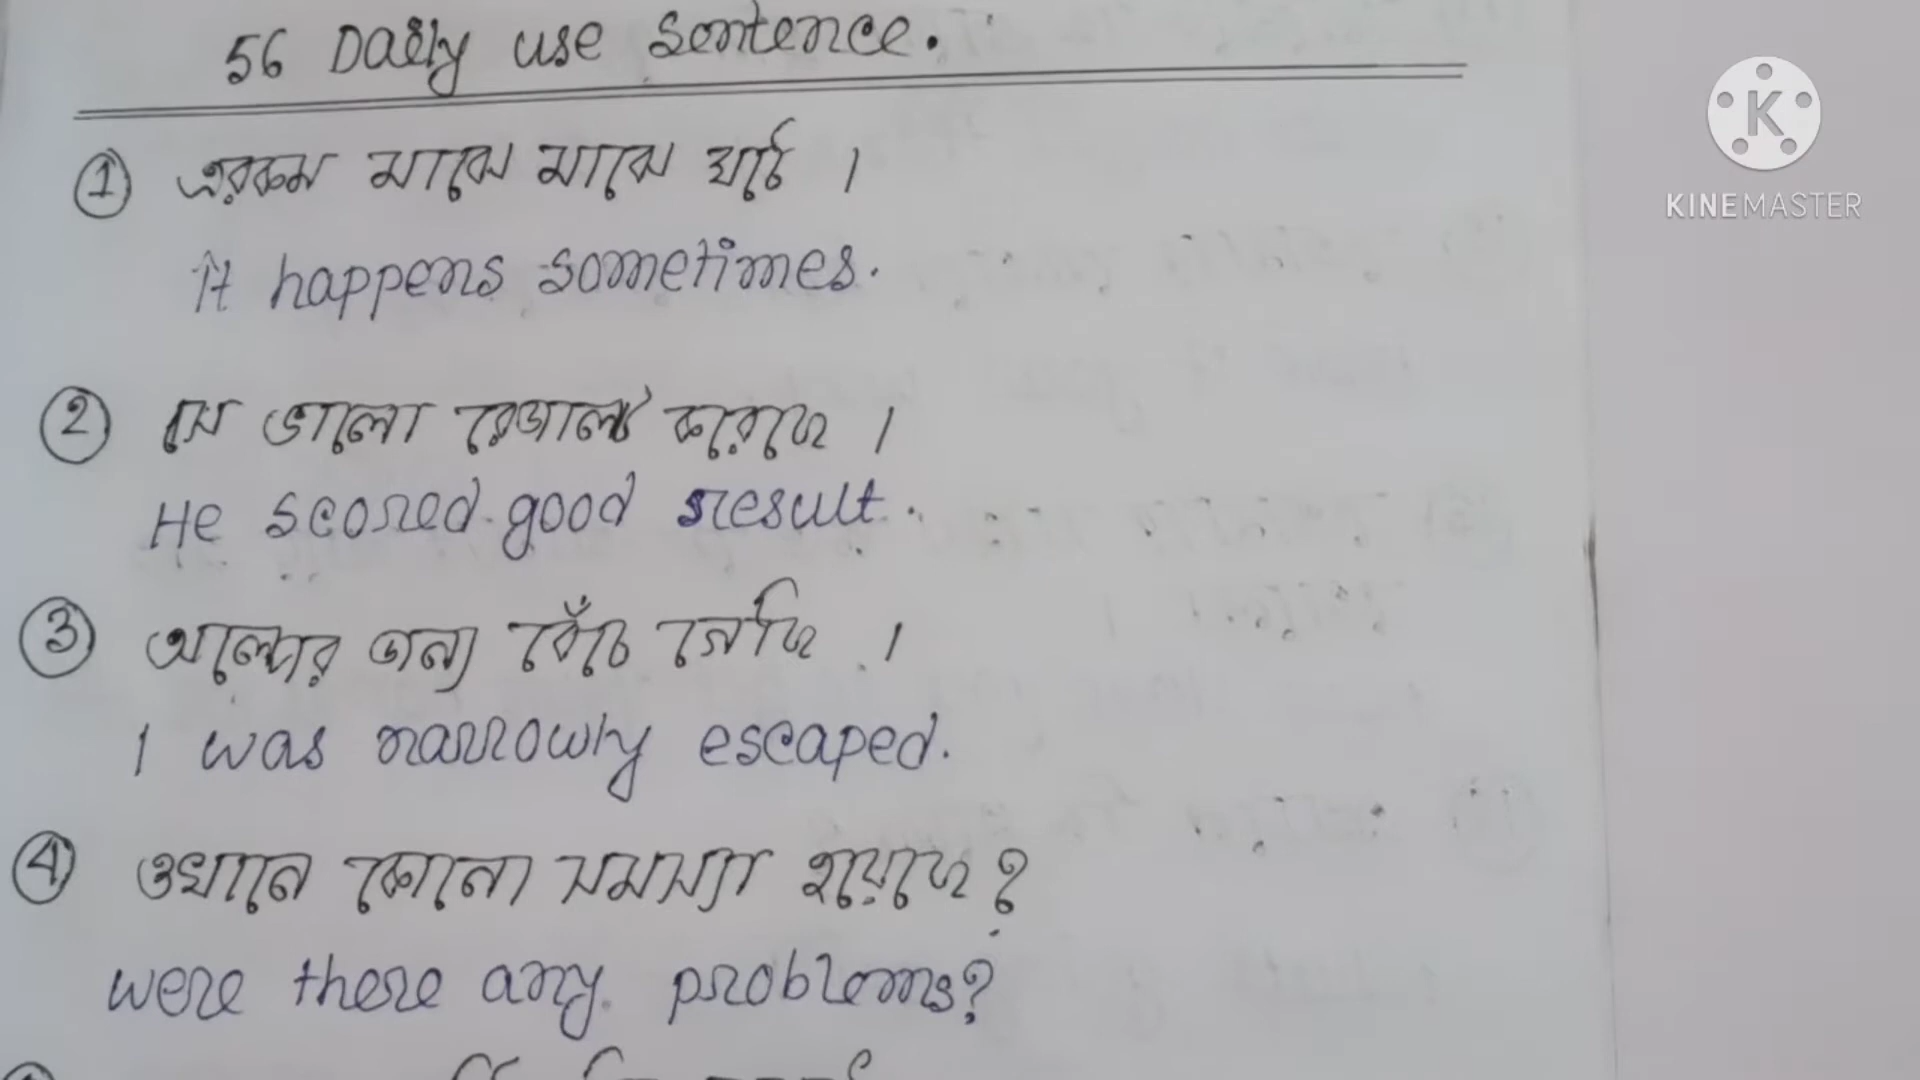 56 Daily use sentence.
① এরকম মাঝে মাঝে ঘটে ।
It happens sometimes.
② সে ভালো রেজাল্ট করেছে ।
He scored good result.
③ অল্পের জন্য বেঁচে গেছি ।
I was narrowly escaped.
④ ওখানে কোনো সমস্যা হয়েছে ?
were there any problems?
KINEMASTER